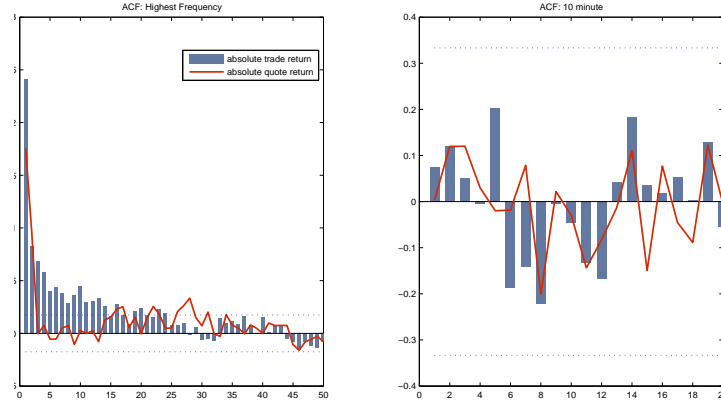 ACF: Highest Frequency
absolute trade return
absolute quote return
0 5 10 15 20 25 30 35 40 45 50
ACF: 10 minute
0.4
0.3
0.2
0.1
0
−0.1
−0.2
−0.3
−0.4
0 2 4 6 8 10 12 14 16 18